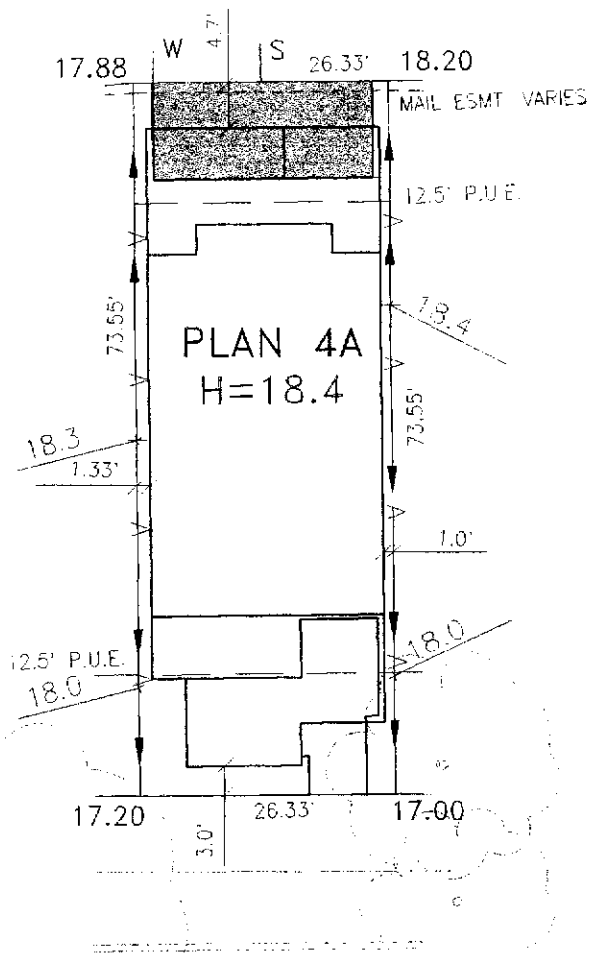 W
4.7'
S
17.88
26.33'
18.20
MAIL ESMT VARIES
12.5' P.U.E.
73.55'
18.4
PLAN 4A
H=18.4
73.55'
18.3
1.33'
1.0'
12.5' P.U.E.
18.0
18.0
17.20
26.33'
17.00
3.0'